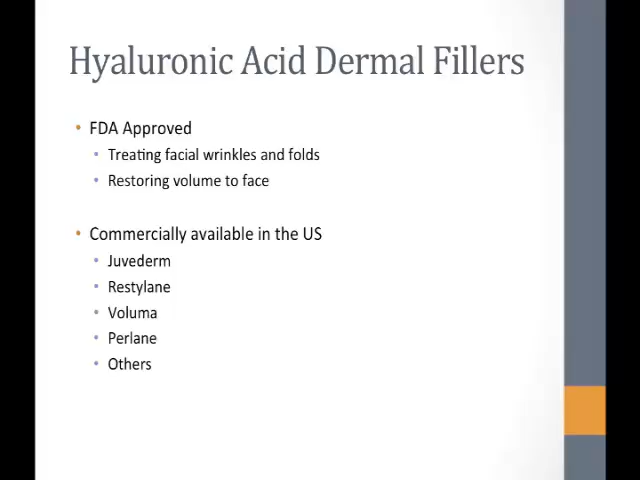 Hyaluronic Acid Dermal Fillers
• FDA Approved
• Treating facial wrinkles and folds
• Restoring volume to face
• Commercially available in the US
• Juvederm
• Restylane
• Voluma
• Perlane
• Others